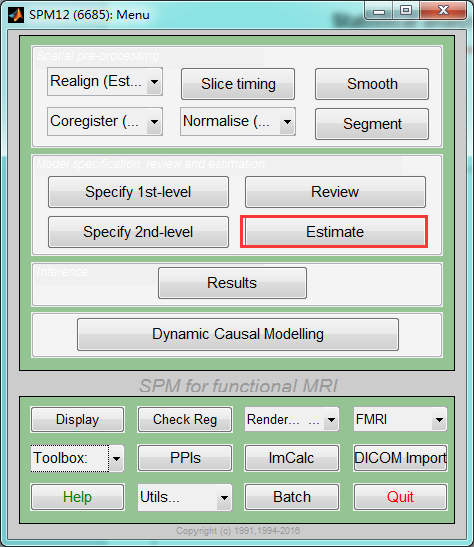 SPM12 (6685): Menu
Spatial pre-processing
Realign (Est... Slice timing Smooth
Coregister (... Normalise (... Segment
Model specification, review and estimation
Specify 1st-level Review
Specify 2nd-level Estimate
Inference
Results
Dynamic Causal Modelling
SPM for functional MRI
Display Check Reg Render... ... FMRI
Toolbox: PPIs ImCalc DICOM Import
Help Utils... Batch Quit
Copyright (c) 1991,1994-2016